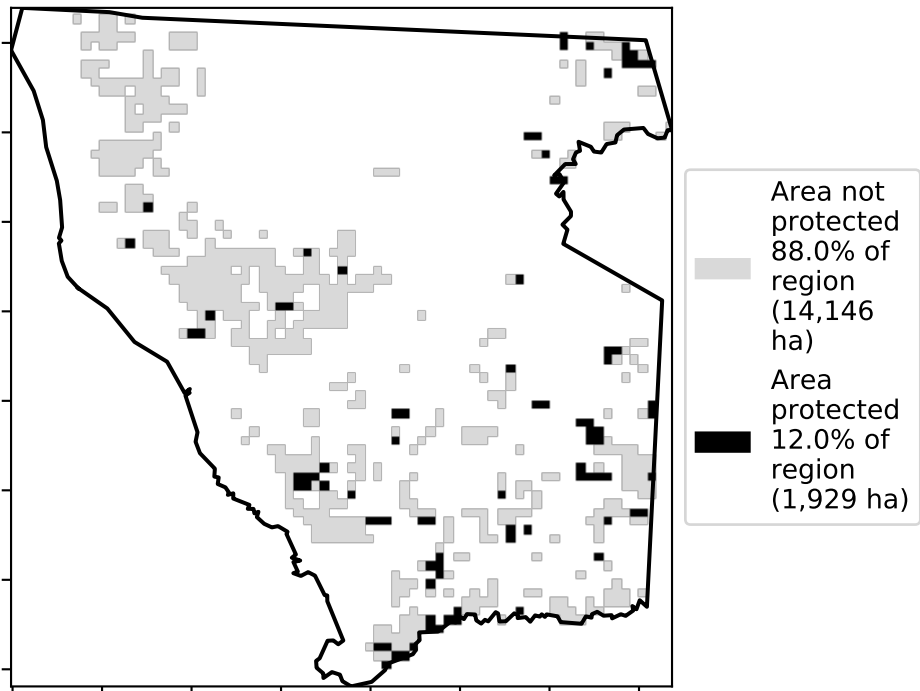 Area not
protected
88.0% of
region
(14,146
ha)
Area
protected
12.0% of
region
(1,929 ha)